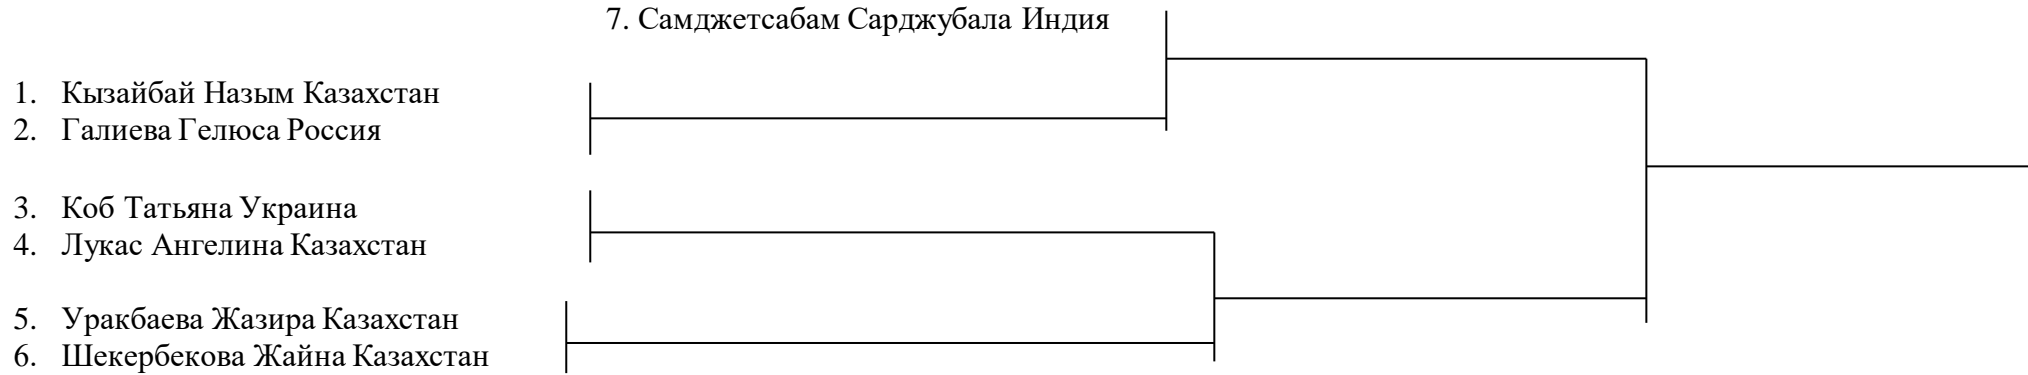 7. Самджетсабам Сарджубала Индия
1. Кызайбай Назым Казахстан
2. Галиева Гелюса Россия
3. Коб Татьяна Украина
4. Лукас Ангелина Казахстан
5. Уракбаева Жазира Казахстан
6. Шекербекова Жайна Казахстан